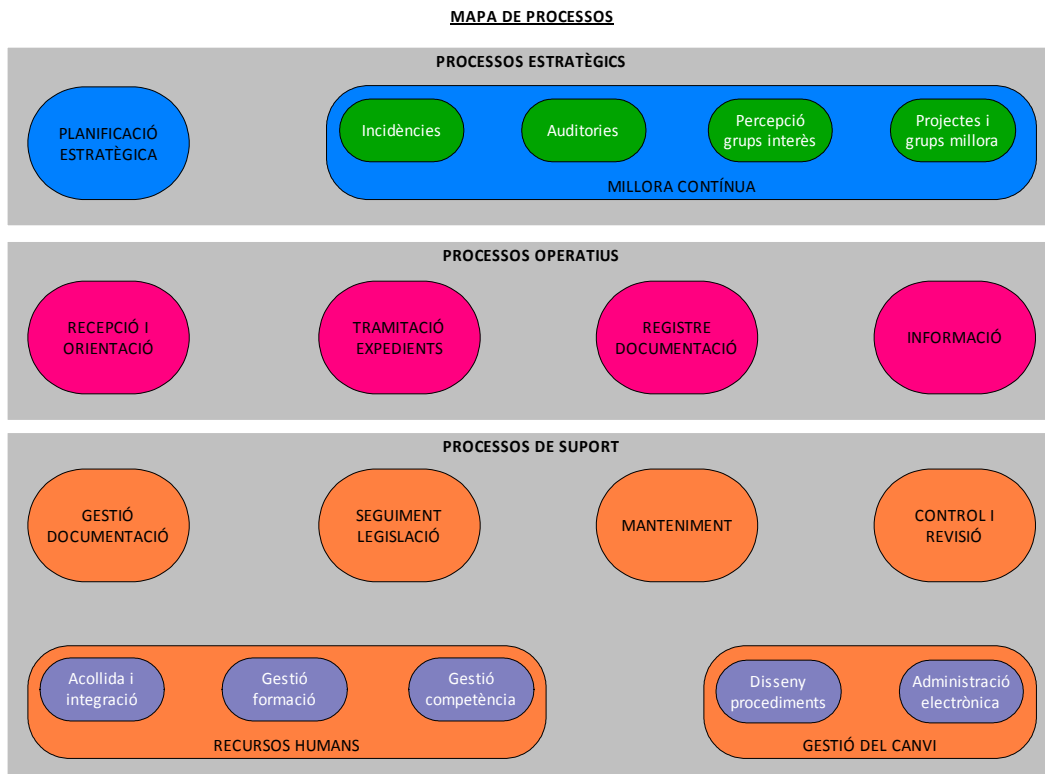 MAPA DE PROCESSOS
PROCESSOS ESTRATÈGICS
PLANIFICACIÓ
ESTRATÈGICA
Incidències
Auditories
Percepció
grups interès
Projectes i
grups millora
MILLORA CONTÍNUA
PROCESSOS OPERATIUS
RECEPCIÓ I
ORIENTACIÓ
TRAMITACIÓ
EXPEDIENTS
REGISTRE
DOCUMENTACIÓ
INFORMACIÓ
PROCESSOS DE SUPORT
GESTIÓ
DOCUMENTACIÓ
SEGUIMENT
LEGISLACIÓ
MANTENIMENT
CONTROL I
REVISIÓ
Acollida i
integració
Gestió
formació
Gestió
competència
RECURSOS HUMANS
Disseny
procediments
Administració
electrònica
GESTIÓ DEL CANVI